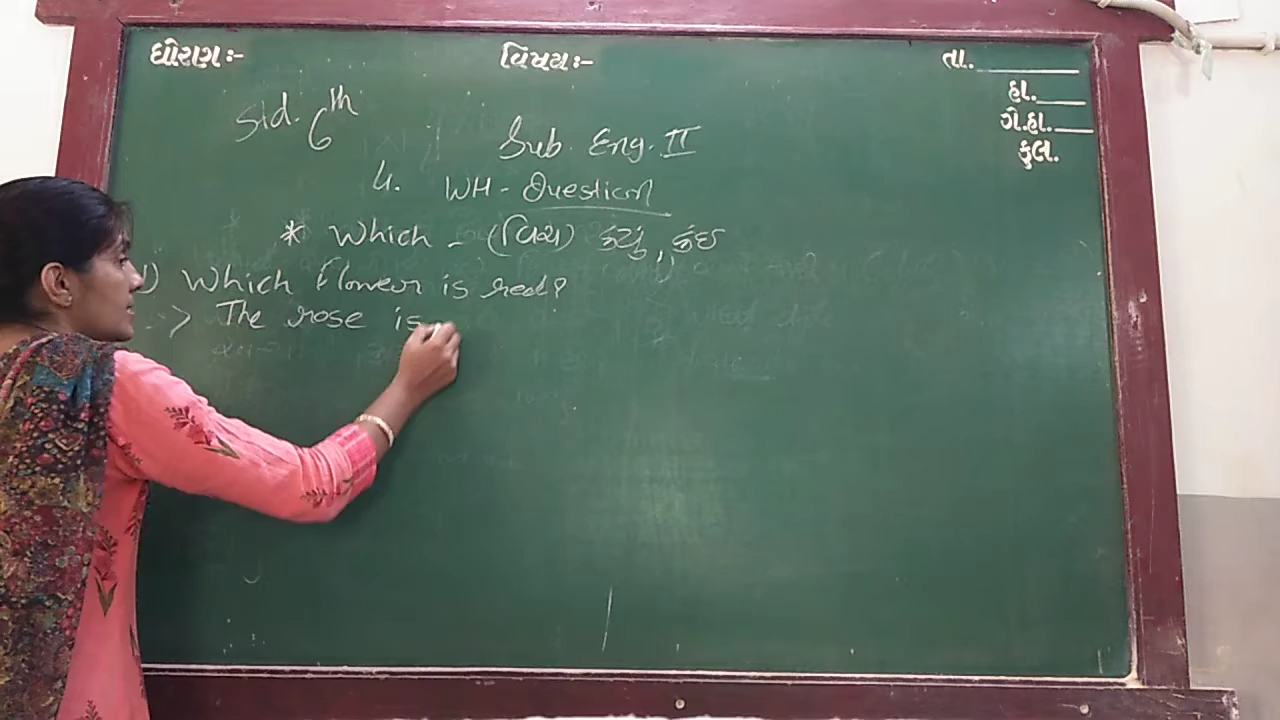 ધોરણ:- વિષય:- તા.
હા.
ગે.હા.
કુલ.
Std. 6th
Sub. Eng. II
4. WH - Question
* Which - (વિચ) કયું, કઇ
1) Which flower is red?
> The rose is